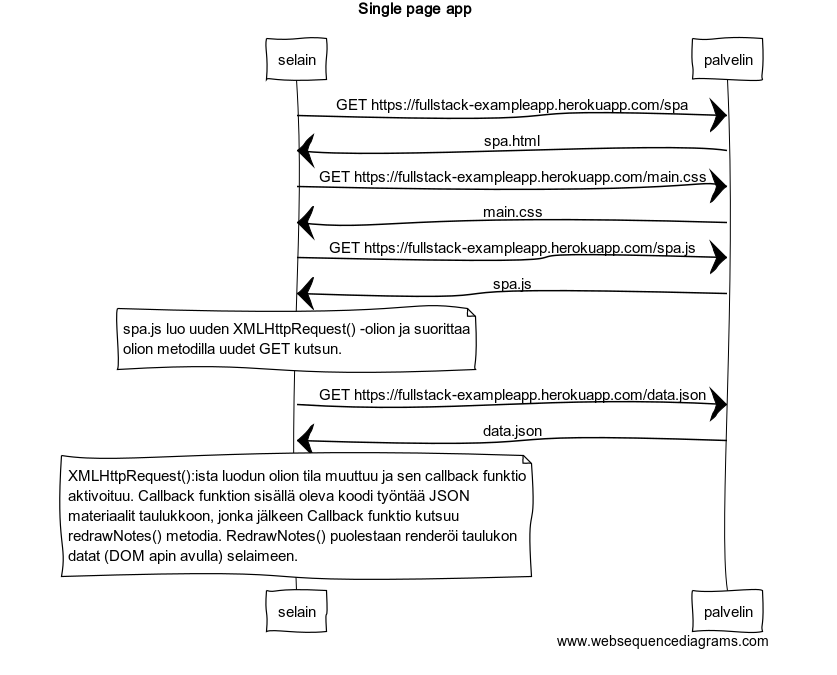 Single page app
selain
palvelin
GET https://fullstack-exampleapp.herokuapp.com/spa
spa.html
GET https://fullstack-exampleapp.herokuapp.com/main.css
main.css
GET https://fullstack-exampleapp.herokuapp.com/spa.js
spa.js
spa.js luo uuden XMLHttpRequest() -olion ja suorittaa
olion metodilla uudet GET kutsun.
GET https://fullstack-exampleapp.herokuapp.com/data.json
data.json
XMLHttpRequest():ista luodun olion tila muuttuu ja sen callback funktio
aktivoituu. Callback funktion sisällä oleva koodi työntää JSON
materiaalit taulukkoon, jonka jälkeen Callback funktio kutsuu
redrawNotes() metodia. RedrawNotes() puolestaan renderöi taulukon
datat (DOM apin avulla) selaimeen.
selain
palvelin
www.websequencediagrams.com